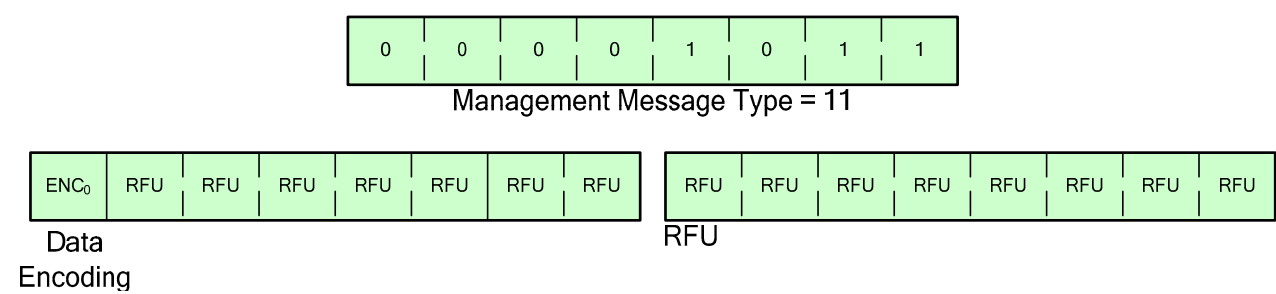 0 0 0 0 1 0 1 1
Management Message Type = 11
ENC₀ RFU RFU RFU RFU RFU RFU RFU RFU RFU RFU RFU RFU RFU RFU RFU
Data RFU
Encoding